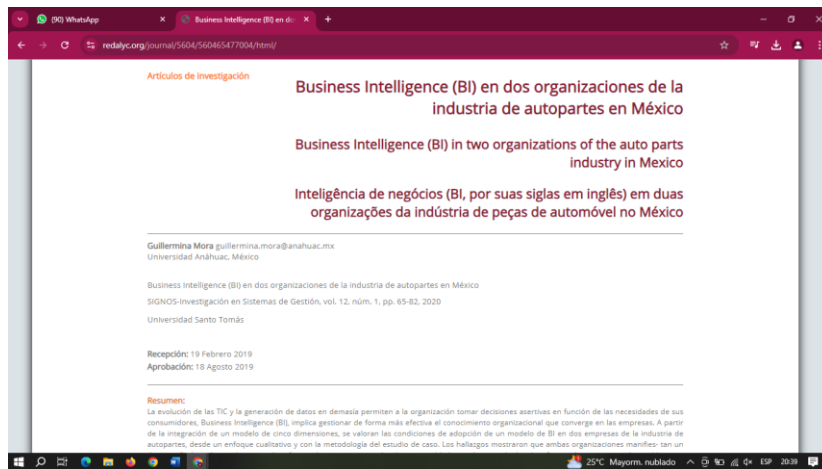 (90) WhatsApp
Business Intelligence (BI) en do
redalyc.org/journal/5604/560465477004/html/
Artículos de investigación
Business Intelligence (BI) en dos organizaciones de la
industria de autopartes en México
Business Intelligence (BI) in two organizations of the auto parts
industry in Mexico
Inteligência de negócios (BI, por suas siglas em inglês) em duas
organizações da indústria de peças de automóvel no México
Guillermina Mora guillermina.mora@anahuac.mx
Universidad Anáhuac, México
Business Intelligence (BI) en dos organizaciones de la industria de autopartes en México
SIGNOS-Investigación en Sistemas de Gestión, vol. 12, núm. 1, pp. 65-82, 2020
Universidad Santo Tomás
Recepción: 19 Febrero 2019
Aprobación: 18 Agosto 2019
Resumen:
La evolución de las TIC y la generación de datos en demasía permiten a la organización tomar decisiones asertivas en función de las necesidades de sus
consumidores, Business Intelligence (BI), implica gestionar de forma más efectiva el conocimiento organizacional que converge en las empresas. A partir
de la integración de un modelo de cinco dimensiones, se valoran las condiciones de adopción de un modelo de BI en dos empresas de la industria de
autopartes, desde un enfoque cualitativo y con la metodología del estudio de caso. Los hallazgos mostraron que ambas organizaciones manifies- tan un
25°C Mayorm. nublado
ESP
20:39